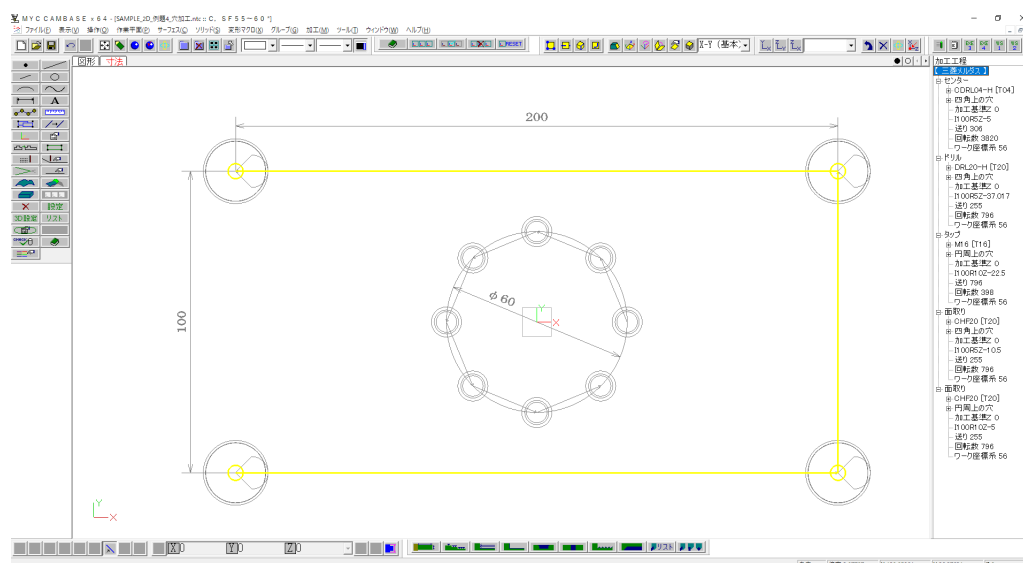 MYCCAMBASE x64 - [SAMPLE_2D_例題4_穴加工.ntc :: C. SF55~60°]
ファイル(F) 表示(V) 操作(O) 作業平面(P) サーフェス(C) ソリッド(S) 変形マクロ(X) グループ(G) 加工(M) ツール(T) ウィンドウ(W) ヘルプ(H)
RESET
X-Y (基本:
図形 寸法
A
設定
3D設定 リスト
200
100
φ60
Y
X
Y
X
加工工程
【 三菱メルダス 】
センター
CDRL04-H [T04]
四角上の穴
加工基準Z 0
I100R5Z-5
送り 306
回転数 3820
ワーク座標系 56
ドリル
DRL20-H [T20]
四角上の穴
加工基準Z 0
I100R5Z-37.017
送り 255
回転数 796
ワーク座標系 56
タップ
M16 [T16]
円周上の穴
加工基準Z 0
I100R10Z-22.5
送り 796
回転数 398
ワーク座標系 56
面取り
CHF20 [T20]
四角上の穴
加工基準Z 0
I100R5Z-10.5
送り 255
回転数 796
ワーク座標系 56
面取り
CHF20 [T20]
円周上の穴
加工基準Z 0
I100R10Z-5
送り 255
回転数 796
ワーク座標系 56
X 0 Y 0 Z 0
リスト